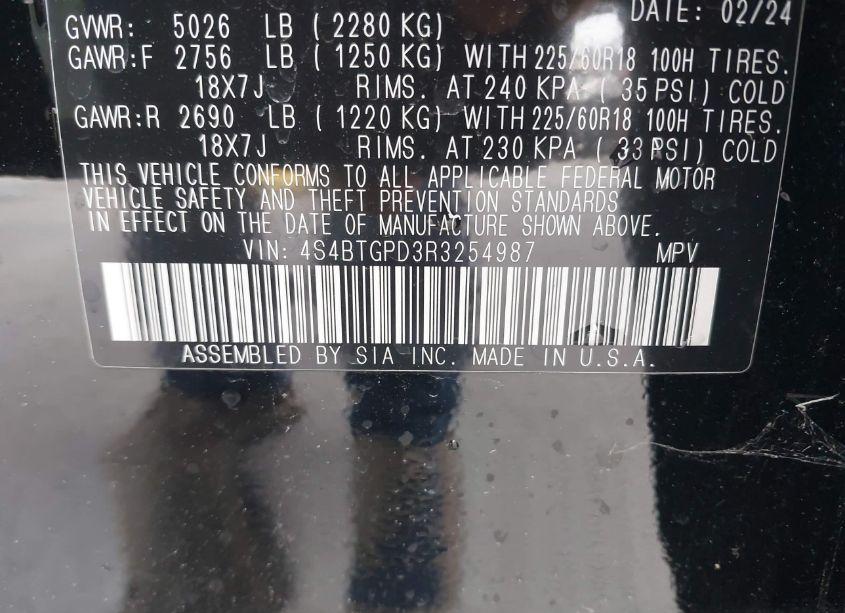 DATE: 02/24
GVWR: 5026 LB ( 2280 KG)
GAWR:F 2756 LB ( 1250 KG) WITH 225/60R18 100H TIRES.
18X7J RIMS. AT 240 KPA ( 35 PSI) COLD
GAWR:R 2690 LB ( 1220 KG) WITH 225/60R18 100H TIRES.
18X7J RIMS. AT 230 KPA ( 33 PSI) COLD
THIS VEHICLE CONFORMS TO ALL APPLICABLE FEDERAL MOTOR
VEHICLE SAFETY AND THEFT PREVENTION STANDARDS
IN EFFECT ON THE DATE OF MANUFACTURE SHOWN ABOVE.
VIN: 4S4BTGPD3R3254987 MPV
ASSEMBLED BY SIA INC. MADE IN U.S.A.